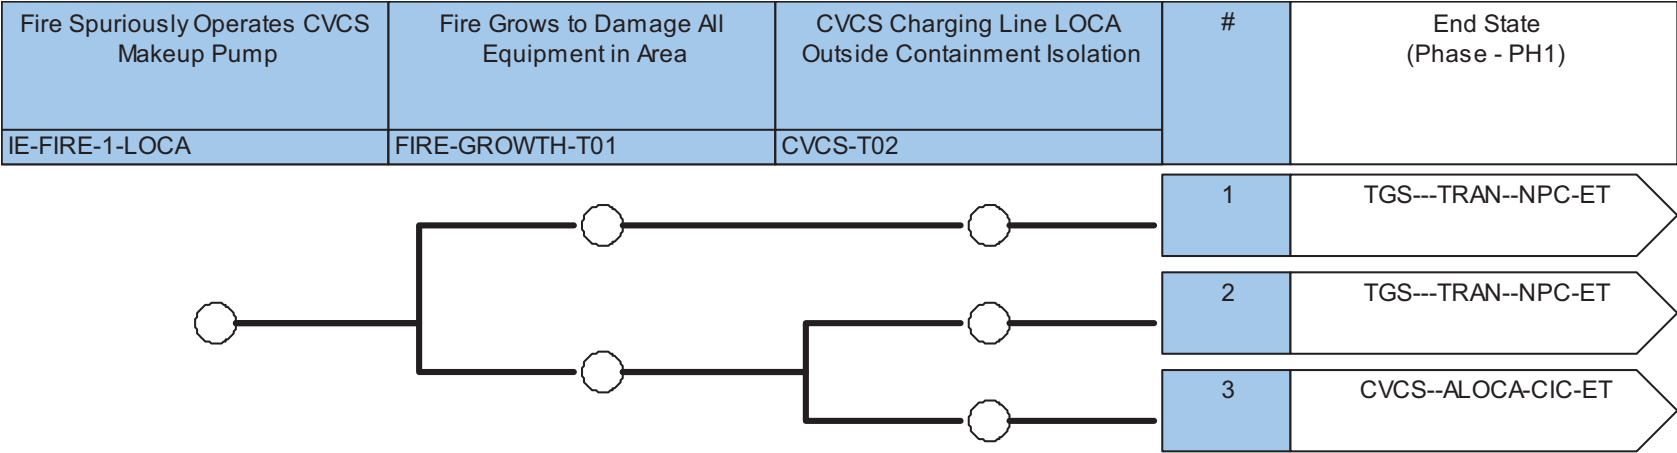 Fire Spuriously Operates CVCS
Makeup Pump
Fire Grows to Damage All
Equipment in Area
CVCS Charging Line LOCA
Outside Containment Isolation
#
End State
(Phase - PH1)
IE-FIRE-1-LOCA
FIRE-GROWTH-T01
CVCS-T02
1
TGS---TRAN--NPC-ET
2
TGS---TRAN--NPC-ET
3
CVCS--ALOCA-CIC-ET